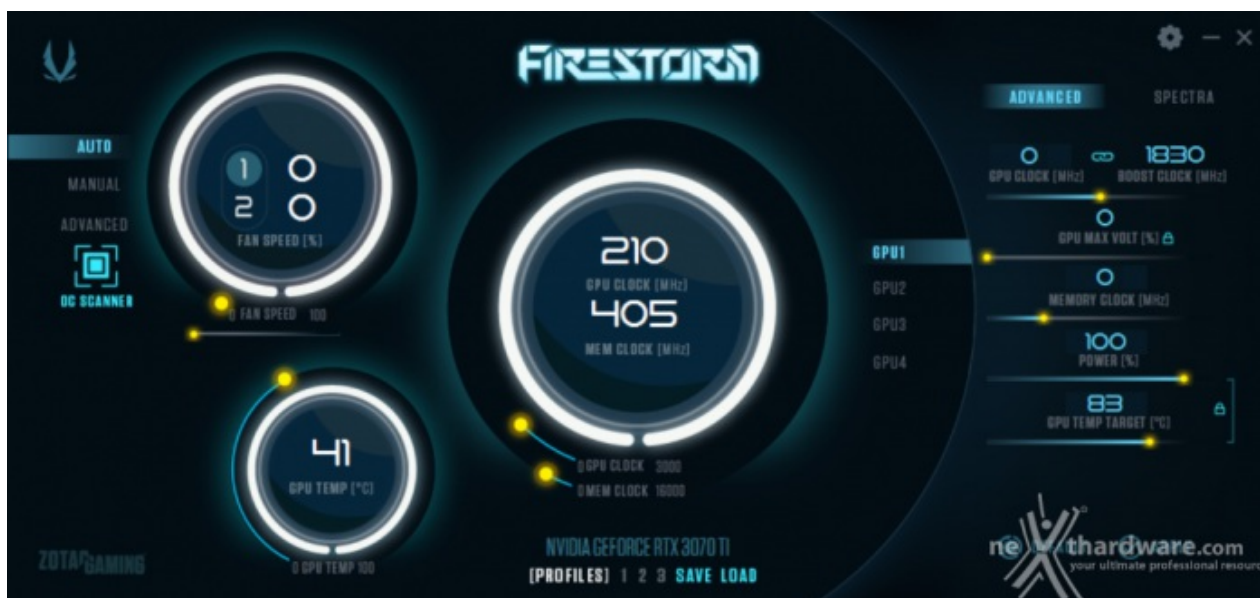 FIRESTORM
AUTO
MANUAL
ADVANCED
OC SCANNER
1 0
2 0
FAN SPEED [%]
0 FAN SPEED 100
41
GPU TEMP [°C]
0 GPU TEMP 100
210
GPU CLOCK [MHz]
405
MEM CLOCK [MHz]
0 GPU CLOCK 3000
0 MEM CLOCK 16000
GPU1
GPU2
GPU3
GPU4
ADVANCED SPECTRA
0 1830
GPU CLOCK [MHz] BOOST CLOCK [MHz]
0
GPU MAX VOLT [%]
0
MEMORY CLOCK [MHz]
100
POWER [%]
83
GPU TEMP TARGET [°C]
ZOTAC GAMING
NVIDIA GEFORCE RTX 3070 TI
[PROFILES] 1 2 3 SAVE LOAD
nexthardware.com
your ultimate professional resource